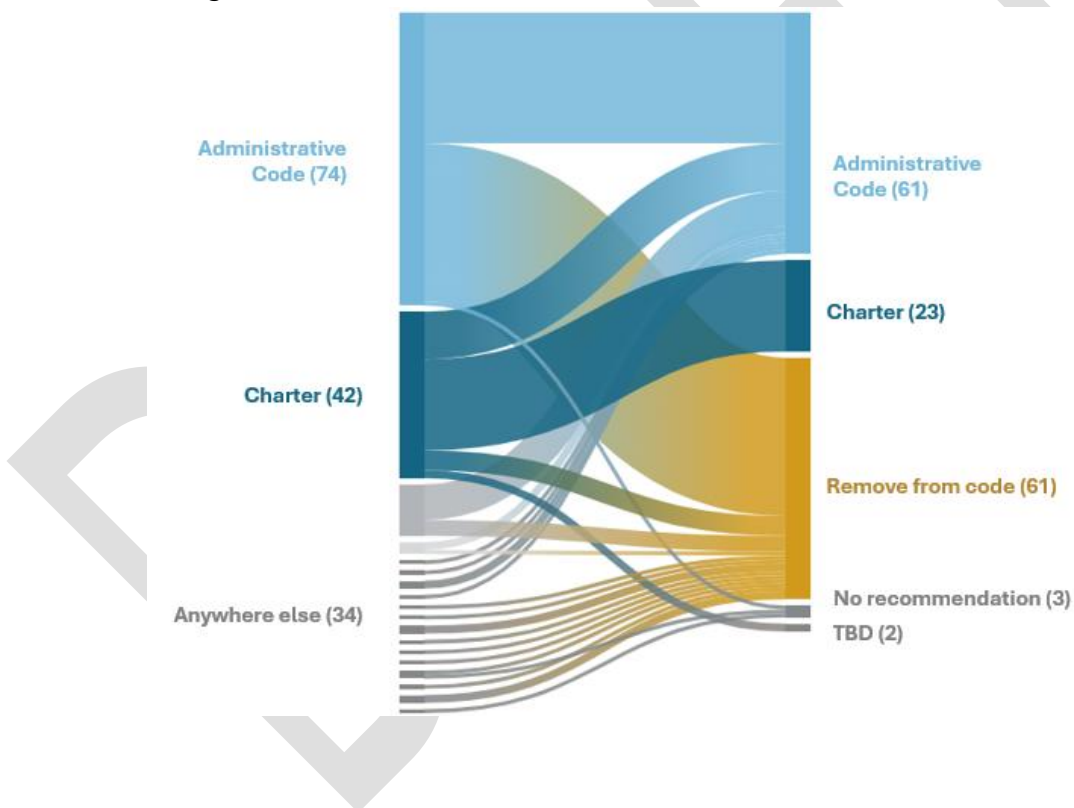 Administrative
Code (74)
Charter (42)
Anywhere else (34)
Administrative
Code (61)
Charter (23)
Remove from code (61)
No recommendation (3)
TBD (2)